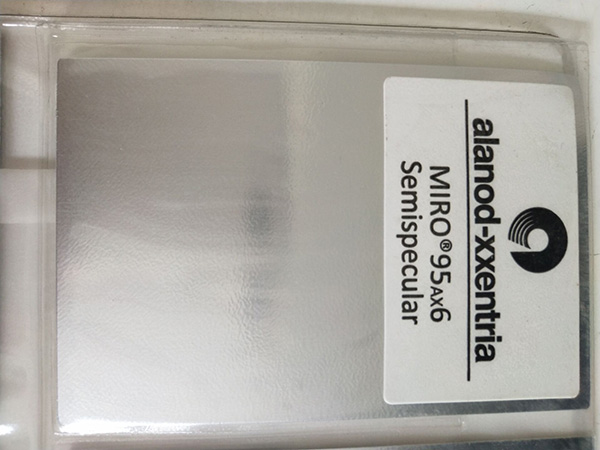 alanod-xxentria
MIRO®95AX6
Semispecular